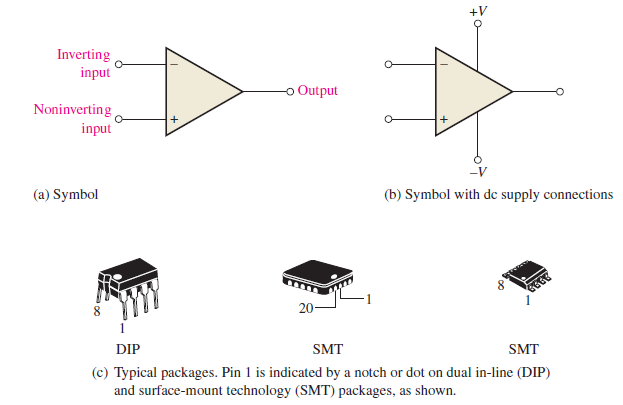 +V
Inverting
input
−
Output
Noninverting
input
+
−
+
–V
(a) Symbol
(b) Symbol with dc supply connections
8
1
20
1
8
1
DIP
SMT
SMT
(c) Typical packages. Pin 1 is indicated by a notch or dot on dual in-line (DIP)
and surface-mount technology (SMT) packages, as shown.